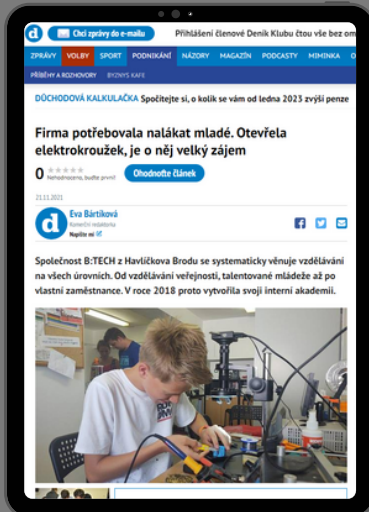 d Chci zprávy do e-mailu Přihlášení členové Deník Klubu čtou vše bez om
ZPRÁVY VOLBY SPORT PODNIKÁNÍ NÁZORY MAGAZÍN PODCASTY MIMINKA O
PŘÍBĚHY A ROZHOVORY BYZNYS KAFE
DŮCHODOVÁ KALKULAČKA Spočítejte si, o kolik se vám od ledna 2023 zvýší penze
Firma potřebovala nalákat mladé. Otevřela
elektrokroužek, je o něj velký zájem
0 Nehodnoceno, buďte první! Ohodnoťte článek
21.11.2021
d Eva Bártíková
Komerční redaktorka
Napište mi
Společnost B:TECH z Havlíčkova Brodu se systematicky věnuje vzdělávání
na všech úrovních. Od vzdělávání veřejnosti, talentované mládeže až po
vlastní zaměstnance. V roce 2018 proto vytvořila svoji interní akademii.